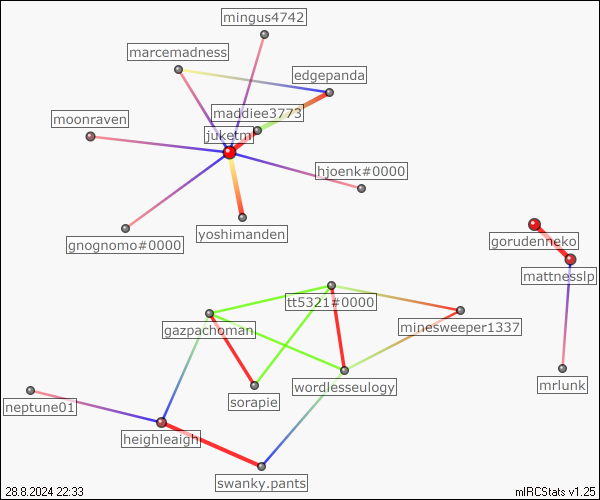 mingus4742
marcemadness
edgepanda
maddiee3773
moonraven
juketm
hjoenk#0000
yoshimanden
gnognomo#0000
gorudenneko
mattnesslp
tt5321#0000
gazpachoman
minesweeper1337
mrlunk
wordlesseulogy
sorapie
neptune01
heighleaigh
swanky.pants
28.8.2024 22:33
mIRCStats v1.25